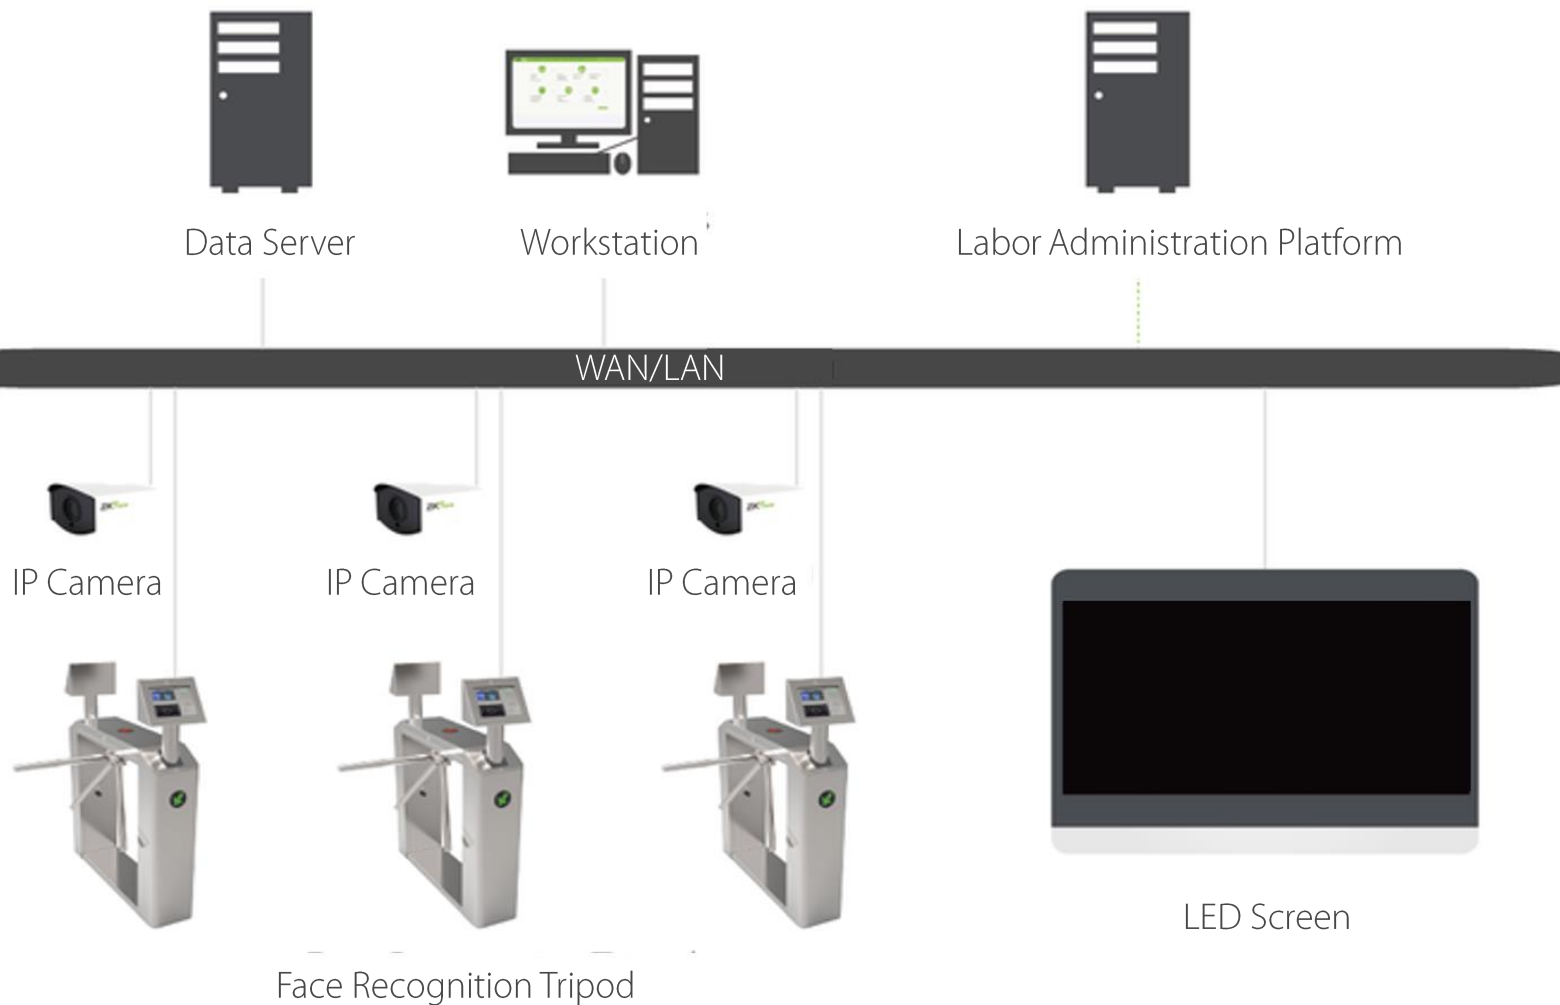 Data Server
Workstation
Labor Administration Platform
WAN/LAN
IP Camera
IP Camera
IP Camera
LED Screen
Face Recognition Tripod